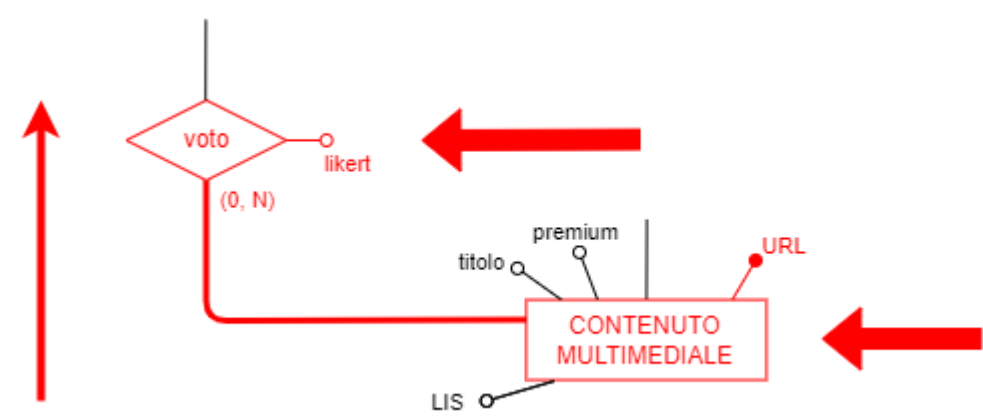 voto
likert
(0, N)
premium
titolo
URL
CONTENUTO
MULTIMEDIALE
LIS